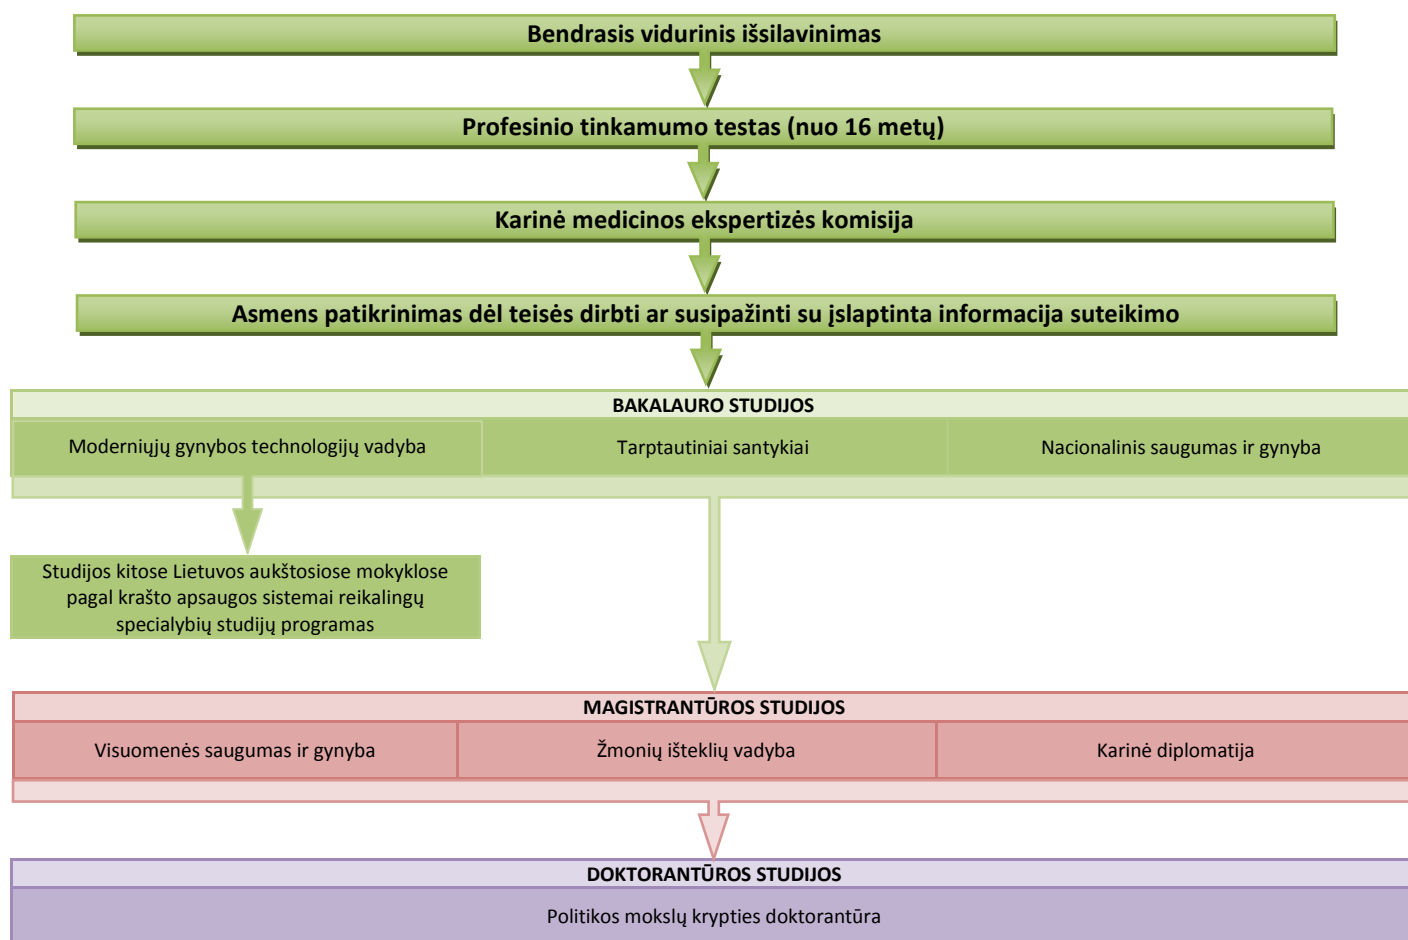 Bendrasis vidurinis išsilavinimas
Profesinio tinkamumo testas (nuo 16 metų)
Karinė medicinos ekspertizės komisija
Asmens patikrinimas dėl teisės dirbti ar susipažinti su įslaptinta informacija suteikimo
BAKALAURO STUDIJOS
Moderniųjų gynybos technologijų vadyba
Tarptautiniai santykiai
Nacionalinis saugumas ir gynyba
Studijos kitose Lietuvos aukštosiose mokyklose
pagal krašto apsaugos sistemai reikalingų
specialybių studijų programas
MAGISTRANTŪROS STUDIJOS
Visuomenės saugumas ir gynyba
Žmonių išteklių vadyba
Karinė diplomatija
DOKTORANTŪROS STUDIJOS
Politikos mokslų krypties doktorantūra